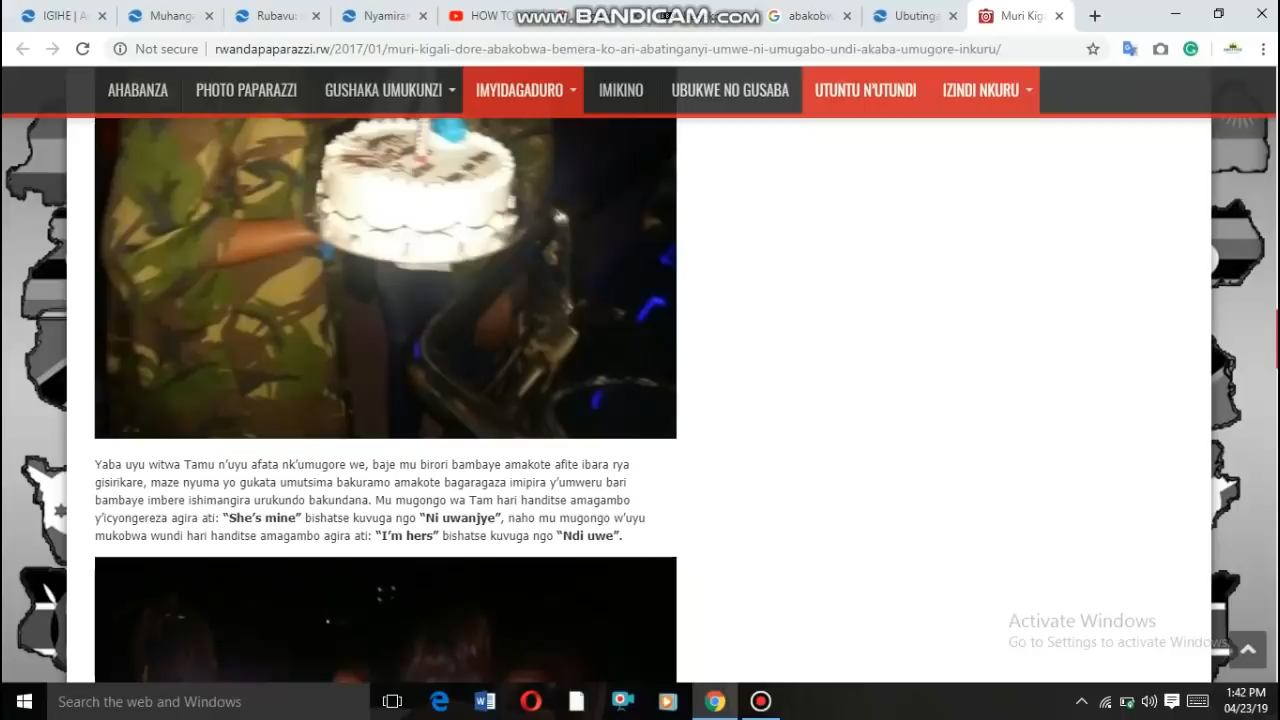 www.BANDICAM.com
IGIHE | A
Muhang
Rubavu:
Nyamira
HOW TO
abakobw
Ubuting
Muri Kig
Not secure
rwandapaparazzi.rw/2017/01/muri-kigali-dore-abakobwa-bemera-ko-ari-abatinganyi-umwe-ni-umugabo-undi-akaba-umugore-inkuru/
AHABANZA
PHOTO PAPARAZZI
GUSHAKA UMUKUNZI
IMYIDAGADURO
IMIKINO
UBUKWE NO GUSABA
UTUNTU N'UTUNDI
IZINDI NKURU
Yaba uyu witwa Tamu n'uyu afata nk'umugore we, baje mu birori bambaye amakote afite ibara rya
gisirikare, maze nyuma yo gukata umutsima bakuramo amakote bagaragaza imipira y'umweru bari
bambaye imbere ishimangira urukundo bakundana. Mu mugongo wa Tam hari handitse amagambo
y'icyongereza agira ati: "She's mine" bishatse kuvuga ngo "Ni uwanjye", naho mu mugongo w'uyu
mukobwa wundi hari handitse amagambo agira ati: "I'm hers" bishatse kuvuga ngo "Ndi uwe".
Activate Windows
Go to Settings to activate Windows.
Search the web and Windows
1:42 PM
04/23/19